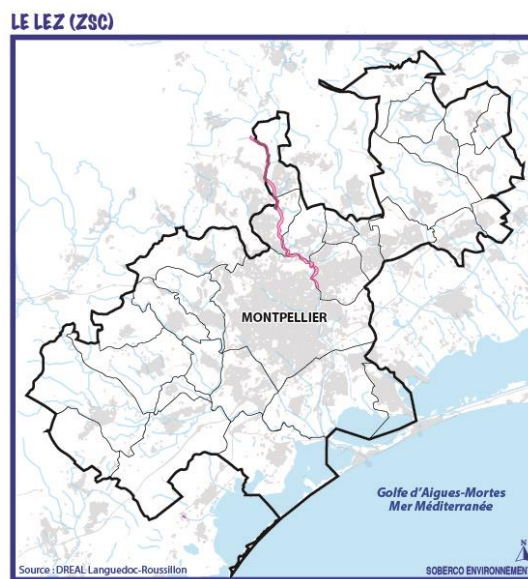 LE LEZ (ZSC)
MONTPELLIER
Golfe d'Aigues-Mortes
Mer Méditerranée
N
Source : DREAL Languedoc-Roussillon
SOBERCO ENVIRONNEMENT